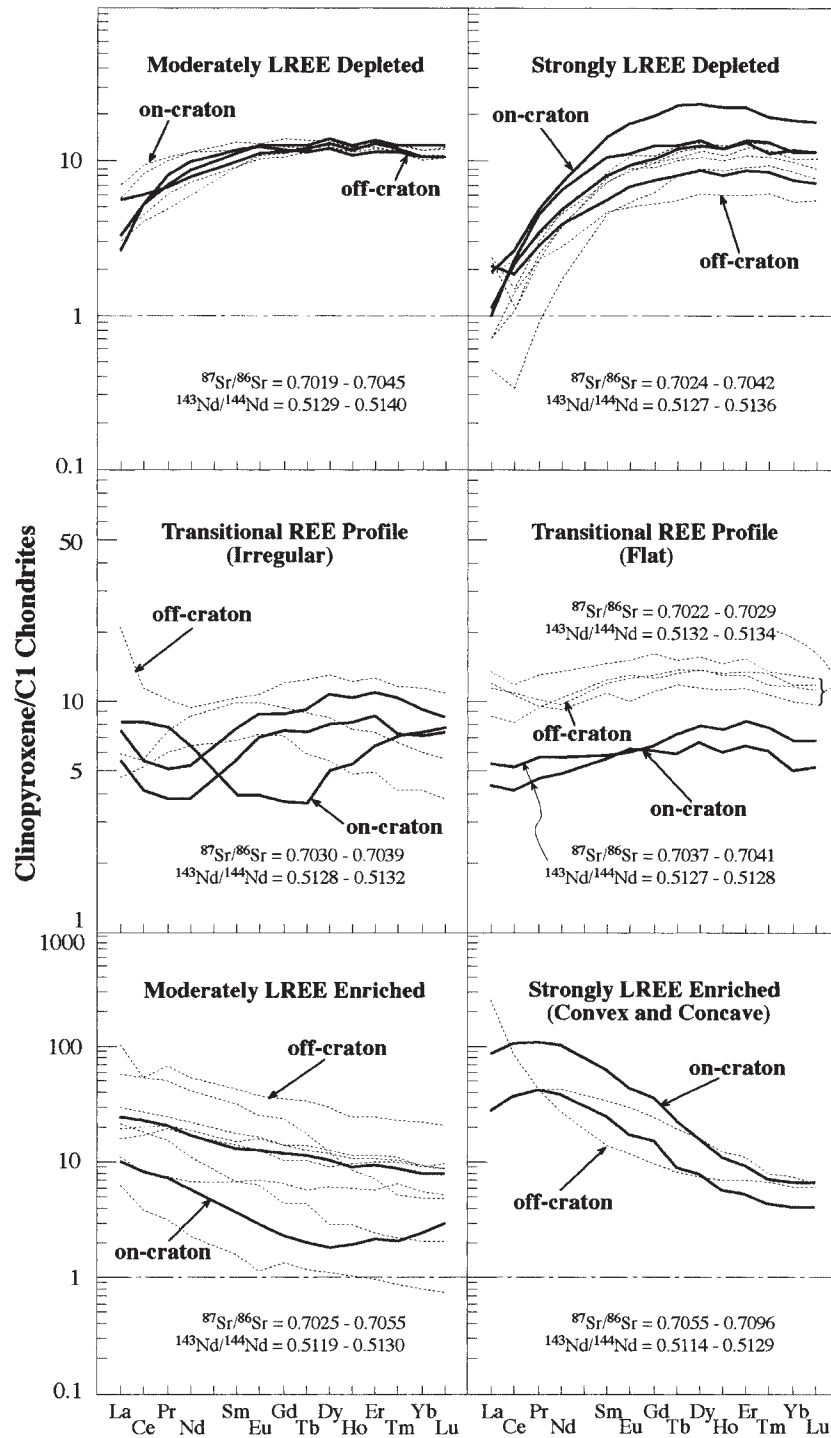 Clinopyroxene/C1 Chondrites
Moderately LREE Depleted
on-craton
off-craton
10
1
0.1
⁸⁷Sr/⁸⁶Sr = 0.7019 - 0.7045
¹⁴³Nd/¹⁴⁴Nd = 0.5129 - 0.5140
Strongly LREE Depleted
on-craton
off-craton
⁸⁷Sr/⁸⁶Sr = 0.7024 - 0.7042
¹⁴³Nd/¹⁴⁴Nd = 0.5127 - 0.5136
Transitional REE Profile
(Irregular)
50
off-craton
10
5
on-craton
⁸⁷Sr/⁸⁶Sr = 0.7030 - 0.7039
¹⁴³Nd/¹⁴⁴Nd = 0.5128 - 0.5132
1
Transitional REE Profile
(Flat)
⁸⁷Sr/⁸⁶Sr = 0.7022 - 0.7029
¹⁴³Nd/¹⁴⁴Nd = 0.5132 - 0.5134
off-craton
on-craton
⁸⁷Sr/⁸⁶Sr = 0.7037 - 0.7041
¹⁴³Nd/¹⁴⁴Nd = 0.5127 - 0.5128
1000
Moderately LREE Enriched
off-craton
100
10
on-craton
1
⁸⁷Sr/⁸⁶Sr = 0.7025 - 0.7055
¹⁴³Nd/¹⁴⁴Nd = 0.5119 - 0.5130
0.1
Strongly LREE Enriched
(Convex and Concave)
on-craton
off-craton
⁸⁷Sr/⁸⁶Sr = 0.7055 - 0.7096
¹⁴³Nd/¹⁴⁴Nd = 0.5114 - 0.5129
La Ce Pr Nd Sm Eu Gd Tb Dy Ho Er Tm Yb Lu
La Ce Pr Nd Sm Eu Gd Tb Dy Ho Er Tm Yb Lu